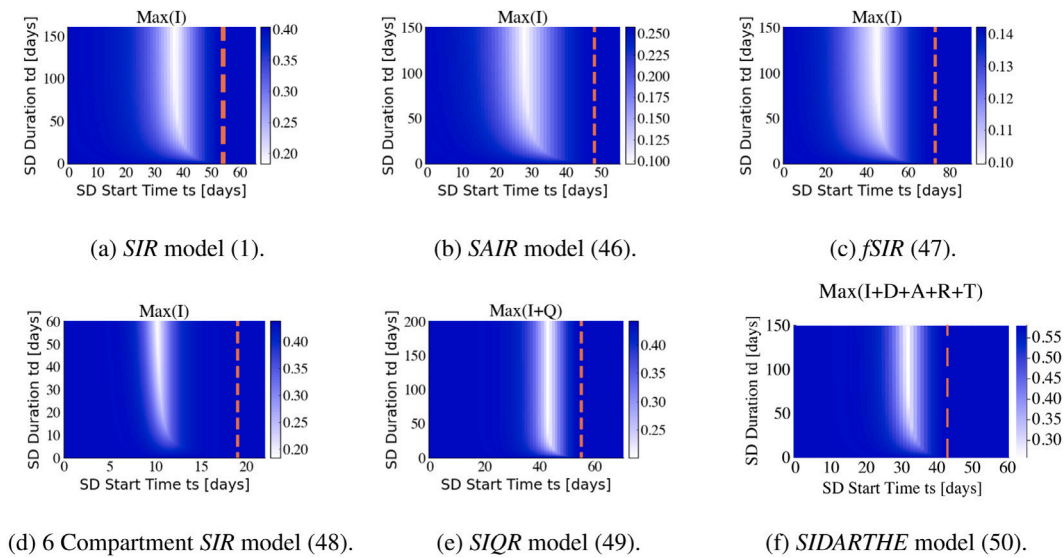 Max(I)
SD Duration td [days]
150
100
50
0
0 10 20 30 40 50 60
SD Start Time ts [days]
0.40
0.35
0.30
0.25
0.20
(a) SIR model (1).
Max(I)
SD Duration td [days]
150
100
50
0
0 10 20 30 40 50
SD Start Time ts [days]
0.250
0.225
0.200
0.175
0.150
0.125
0.100
(b) SAIR model (46).
Max(I)
SD Duration td [days]
150
100
50
0
0 20 40 60 80
SD Start Time ts [days]
0.14
0.13
0.12
0.11
0.10
(c) fSIR (47).
Max(I)
SD Duration td [days]
60
50
40
30
20
10
0
0 5 10 15 20
SD Start Time ts [days]
0.40
0.30
0.20
(d) 6 Compartment SIR model (48).
Max(I+Q)
SD Duration td [days]
200
150
100
50
0
0 20 40 60
SD Start Time ts [days]
0.40
0.35
0.30
0.25
(e) SIQR model (49).
Max(I+D+A+R+T)
SD Duration td [days]
150
100
50
0
0 10 20 30 40 50 60
SD Start Time ts [days]
0.55
0.50
0.45
0.40
0.35
0.30
(f) SIDARTHE model (50).